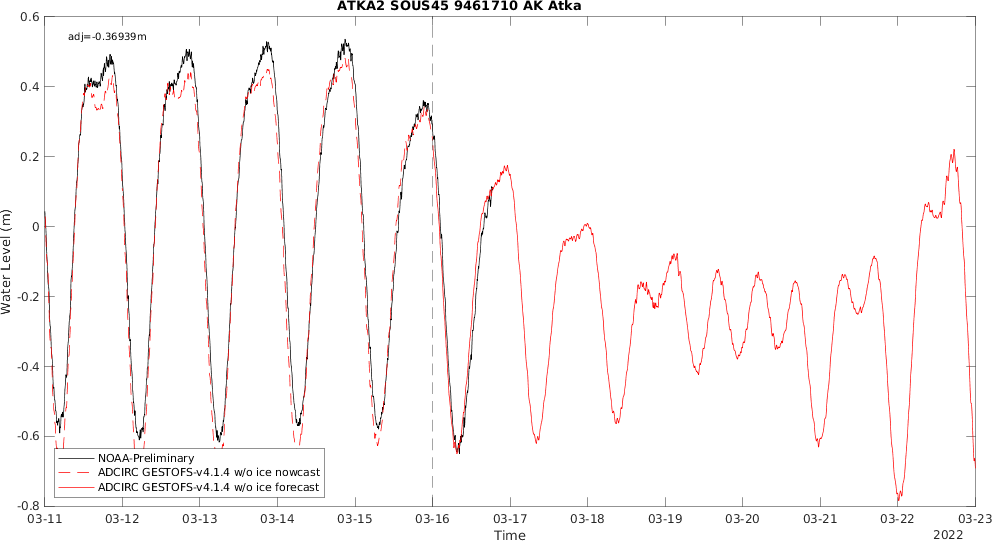 ATKA2 SOUS45 9461710 AK Atka
adj=-0.36939m
Water Level (m)
0.6
0.4
0.2
0
-0.2
-0.4
-0.6
-0.8
NOAA-Preliminary
ADCIRC GESTOFS-v4.1.4 w/o ice nowcast
ADCIRC GESTOFS-v4.1.4 w/o ice forecast
03-11 03-12 03-13 03-14 03-15 03-16 03-17 03-18 03-19 03-20 03-21 03-22 03-23
Time
2022